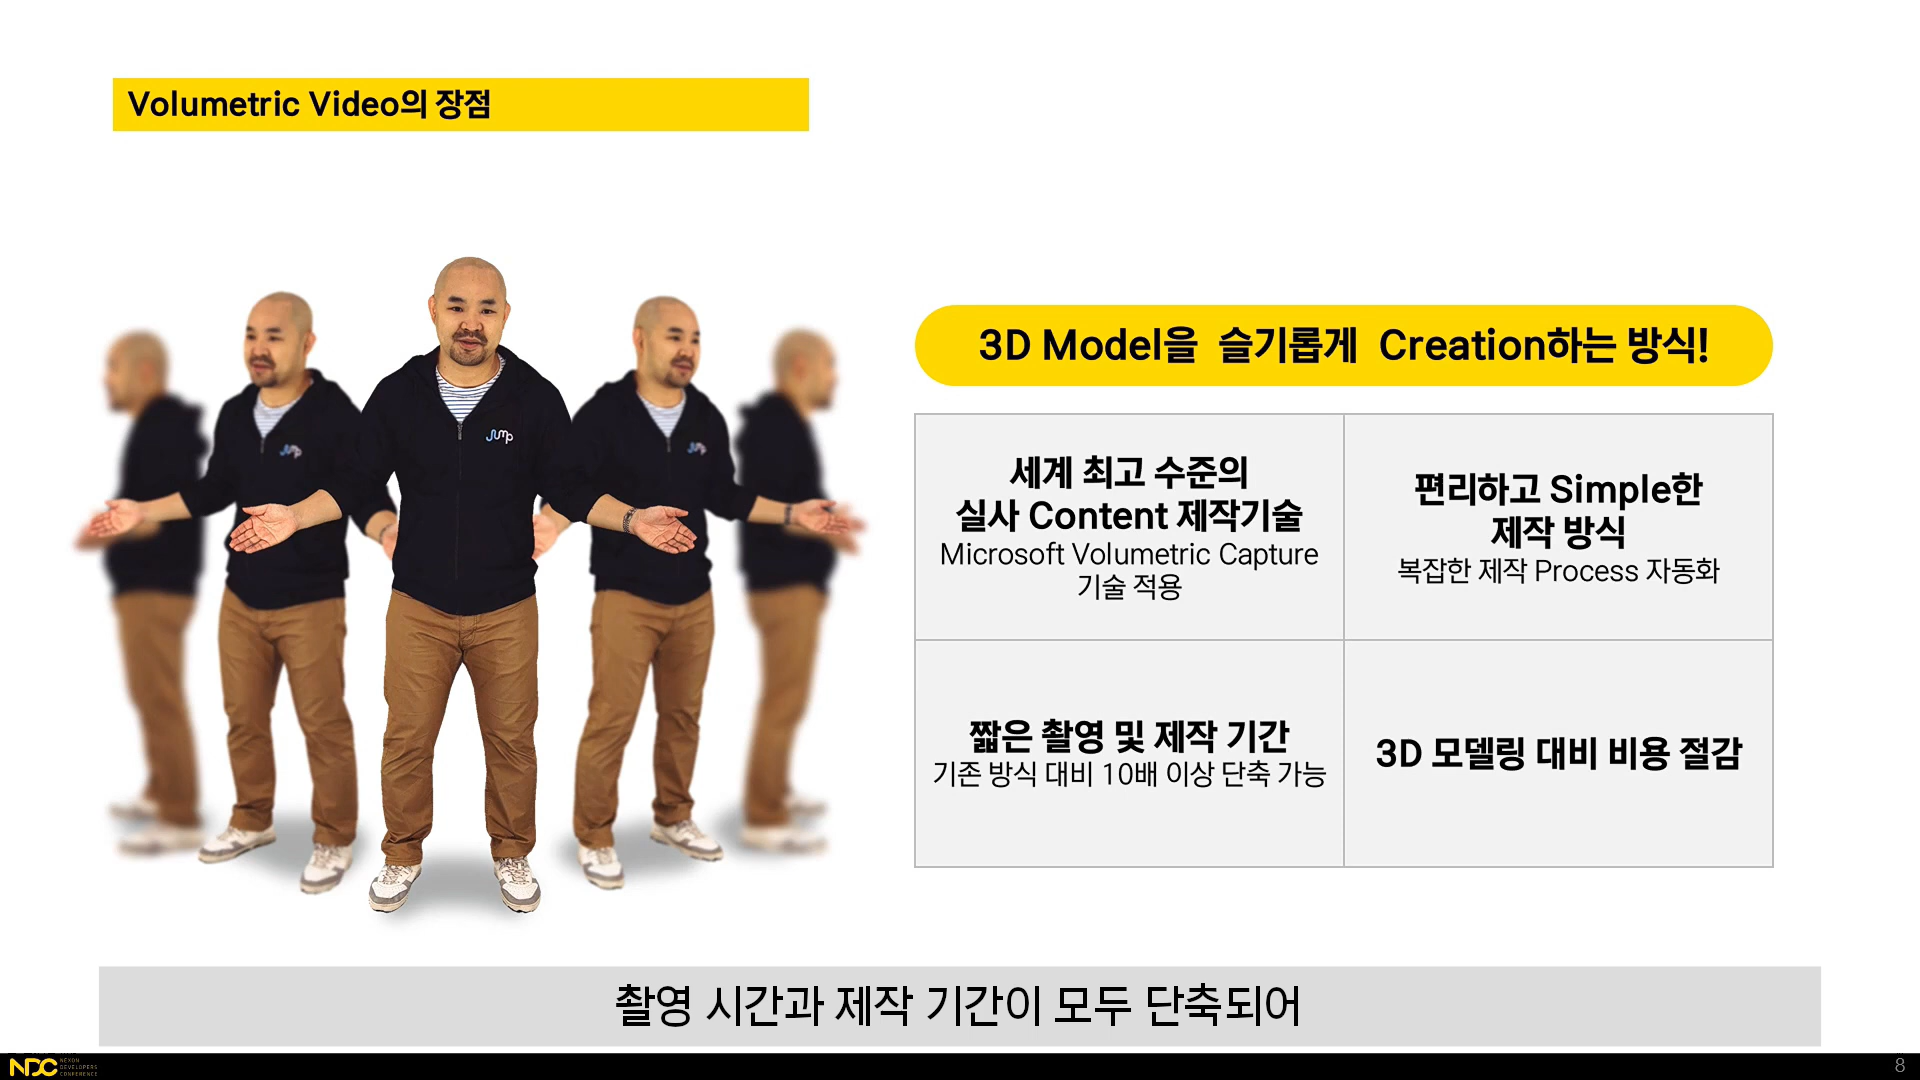 Volumetric Video의 장점
3D Model을 슬기롭게 Creation하는 방식!
세계 최고 수준의
실사 Content 제작기술
Microsoft Volumetric Capture
기술 적용
편리하고 Simple한
제작 방식
복잡한 제작 Process 자동화
짧은 촬영 및 제작 기간
기존 방식 대비 10배 이상 단축 가능
3D 모델링 대비 비용 절감
Jump
Jump
Jump
촬영 시간과 제작 기간이 모두 단축되어
NDC
NEXON
DEVELOPERS
CONFERENCE
8